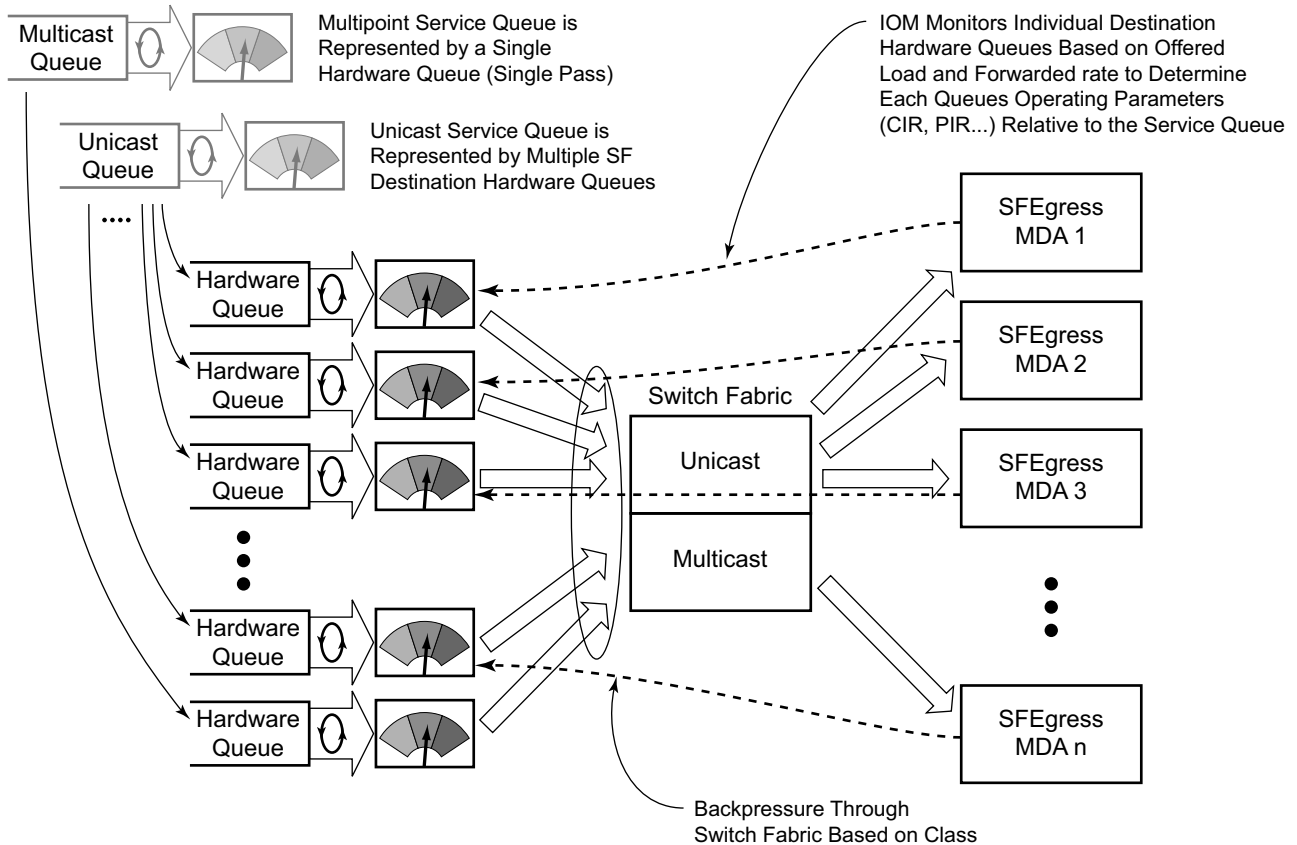 Multicast
Queue
Multipoint Service Queue is
Represented by a Single
Hardware Queue (Single Pass)
IOM Monitors Individual Destination
Hardware Queues Based on Offered
Load and Forwarded rate to Determine
Each Queues Operating Parameters
(CIR, PIR...) Relative to the Service Queue
Unicast
Queue
Unicast Service Queue is
Represented by Multiple SF
Destination Hardware Queues
Hardware
Queue
Hardware
Queue
Hardware
Queue
Hardware
Queue
Hardware
Queue
Switch Fabric
Unicast
Multicast
SFEgress
MDA 1
SFEgress
MDA 2
SFEgress
MDA 3
SFEgress
MDA n
Backpressure Through
Switch Fabric Based on Class